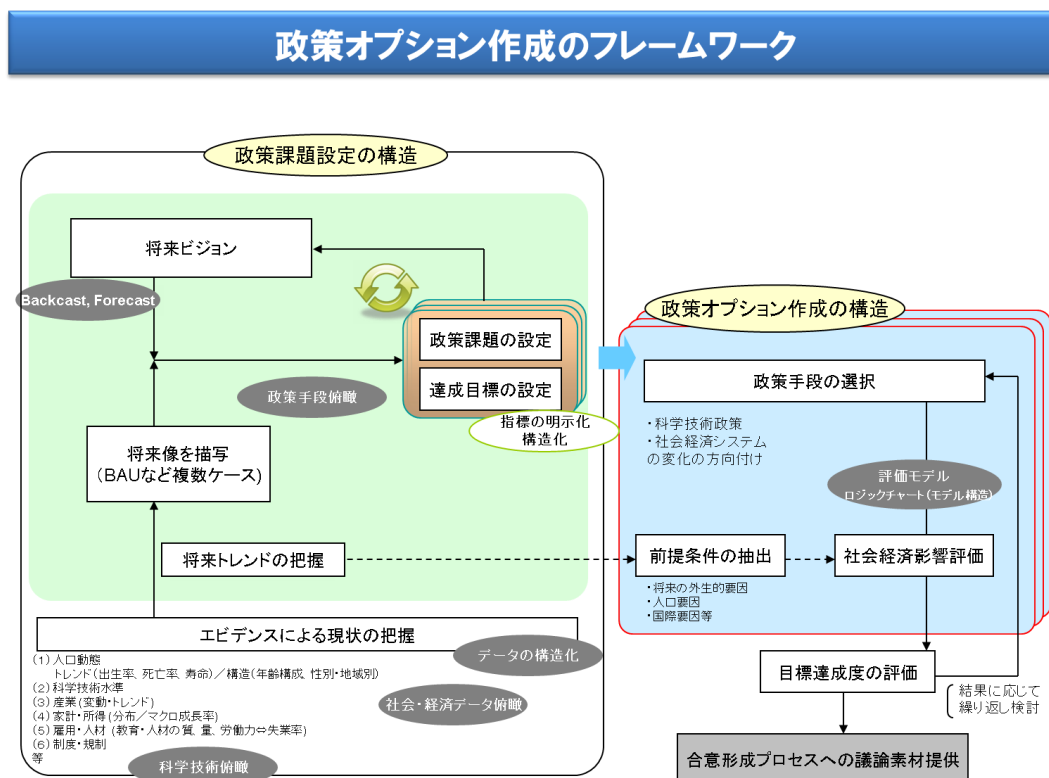 政策オプション作成のフレームワーク
政策課題設定の構造
将来ビジョン
Backcast, Forecast
政策課題の設定
達成目標の設定
政策手段俯瞰
指標の明示化
構造化
将来像を描写
(BAUなど複数ケース)
将来トレンドの把握
エビデンスによる現状の把握
データの構造化
(1)人口動態
トレンド(出生率、死亡率、寿命)/構造(年齢構成、性別・地域別)
(2)科学技術水準
(3)産業(変動・トレンド)
(4)家計・所得(分布/マクロ成長率)
(5)雇用・人材 (教育・人材の質、量、労働力⇔失業率)
(6)制度・規制
等
社会・経済データ俯瞰
科学技術俯瞰
政策オプション作成の構造
政策手段の選択
・科学技術政策
・社会経済システム
の変化の方向付け
評価モデル
ロジックチャート(モデル構造)
前提条件の抽出
社会経済影響評価
・将来の外生的要因
・人口要因
・国際要因等
目標達成度の評価
結果に応じて
繰り返し検討
合意形成プロセスへの議論素材提供